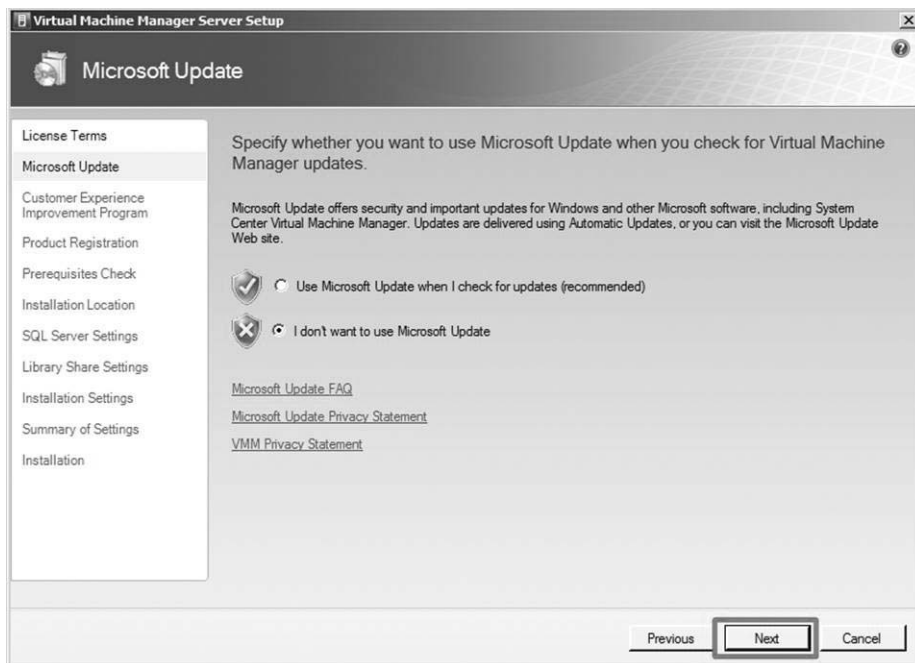 Virtual Machine Manager Server Setup
Microsoft Update
License Terms
Microsoft Update
Customer Experience
Improvement Program
Product Registration
Prerequisites Check
Installation Location
SQL Server Settings
Library Share Settings
Installation Settings
Summary of Settings
Installation
Specify whether you want to use Microsoft Update when you check for Virtual Machine
Manager updates.
Microsoft Update offers security and important updates for Windows and other Microsoft software, including System
Center Virtual Machine Manager. Updates are delivered using Automatic Updates, or you can visit the Microsoft Update
Web site.
Use Microsoft Update when I check for updates (recommended)
I don't want to use Microsoft Update
Microsoft Update FAQ
Microsoft Update Privacy Statement
VMM Privacy Statement
Previous Next Cancel